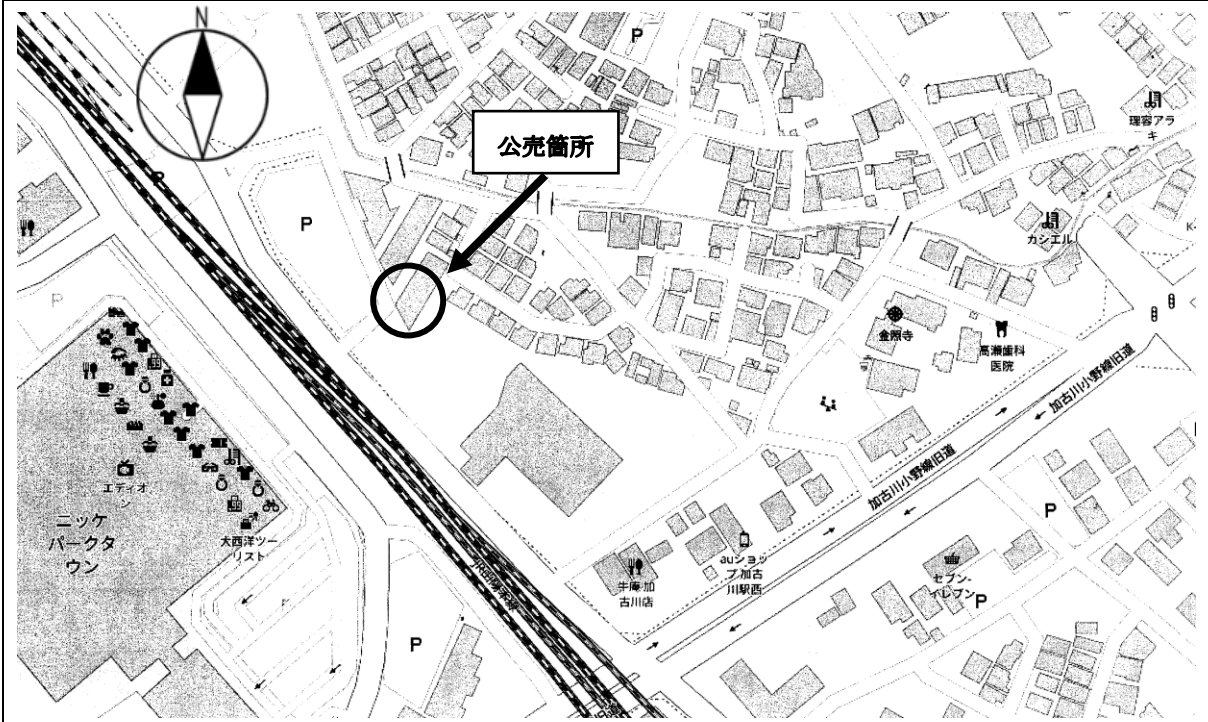 N
P
公売箇所
理容アラ
キ
P
カシエル
P
金照寺
高瀬歯科
医院
加古川小野線旧道
加古川小野線旧道
エディオ
ン
ニッケ
パークタ
ウン
大西洋ツー
リスト
P
auショッ
プ加古
川駅西
牛庵加
古川店
セブン-
イレブン
P
P